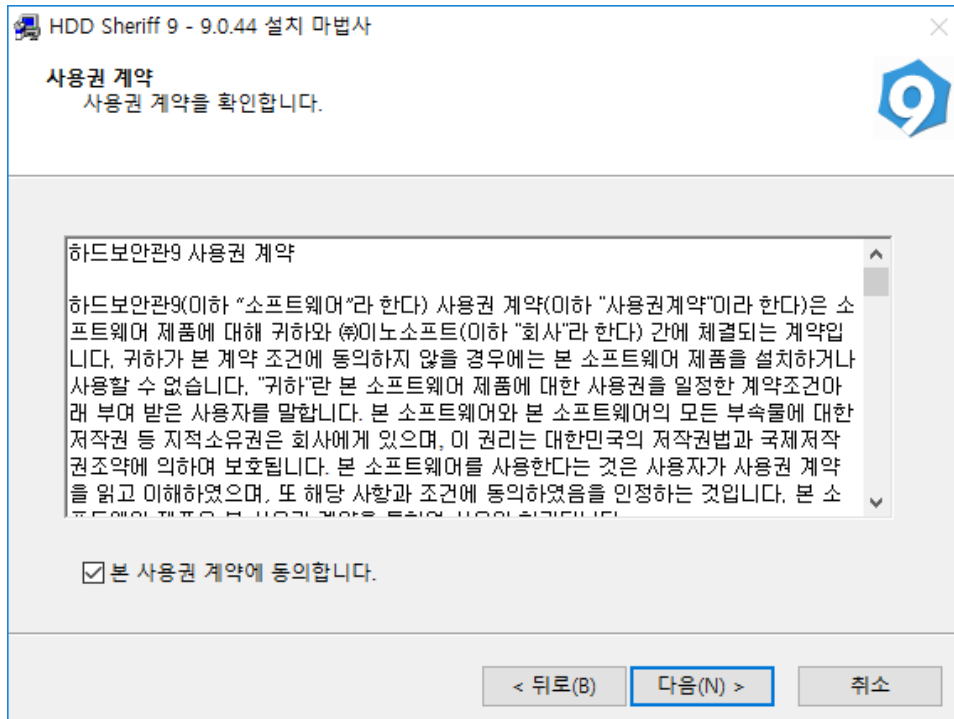 HDD Sheriff 9 - 9.0.44 설치 마법사
사용권 계약
사용권 계약을 확인합니다.
9
하드보안관9 사용권 계약
하드보안관9(이하 “소프트웨어”라 한다) 사용권 계약(이하 "사용권계약"이라 한다)은 소
프트웨어 제품에 대해 귀하와 ㈜이노소프트(이하 "회사"라 한다) 간에 체결되는 계약입
니다. 귀하가 본 계약 조건에 동의하지 않을 경우에는 본 소프트웨어 제품을 설치하거나
사용할 수 없습니다. "귀하"란 본 소프트웨어 제품에 대한 사용권을 일정한 계약조건아
래 부여 받은 사용자를 말합니다. 본 소프트웨어와 본 소프트웨어의 모든 부속물에 대한
저작권 등 지적소유권은 회사에게 있으며, 이 권리는 대한민국의 저작권법과 국제저작
권조약에 의하여 보호됩니다. 본 소프트웨어를 사용한다는 것은 사용자가 사용권 계약
을 읽고 이해하였으며, 또 해당 사항과 조건에 동의하였음을 인정하는 것입니다. 본 소
본 사용권 계약에 동의합니다.
< 뒤로(B)
다음(N) >
취소